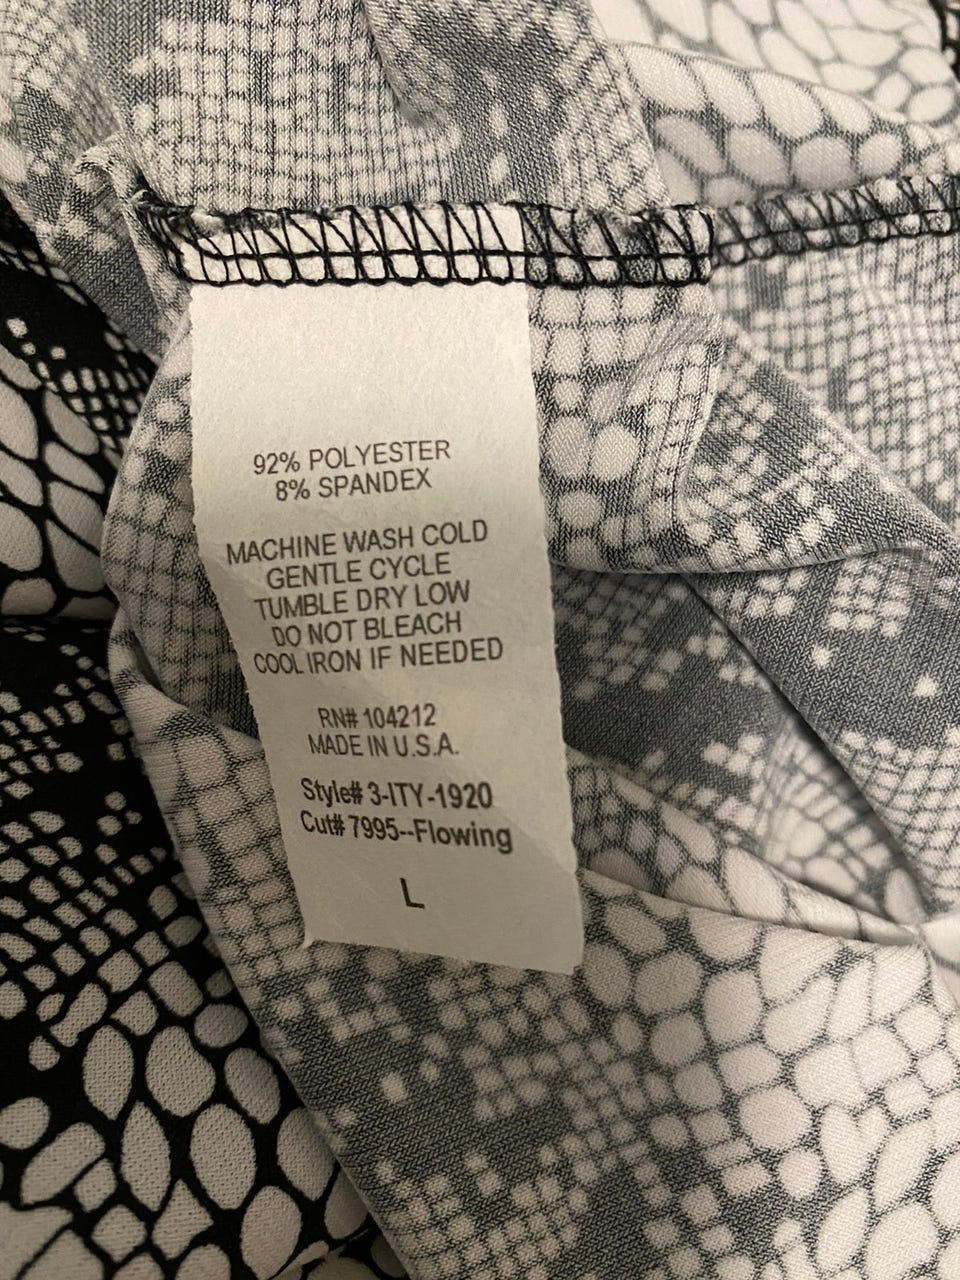 92% POLYESTER
8% SPANDEX
MACHINE WASH COLD
GENTLE CYCLE
TUMBLE DRY LOW
DO NOT BLEACH
COOL IRON IF NEEDED
RN# 104212
MADE IN U.S.A.
Style# 3-ITY-1920
Cut# 7995--Flowing
L